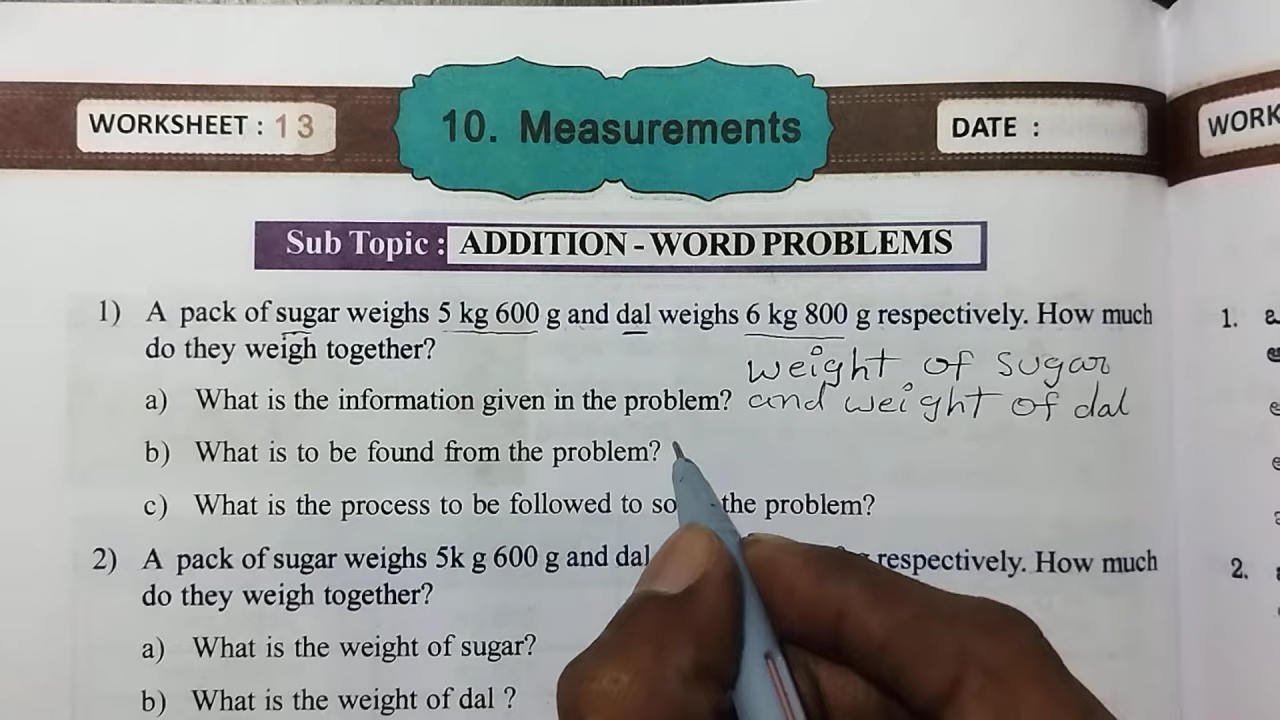 WORKSHEET : 13
10. Measurements
DATE :
WORK
Sub Topic : ADDITION - WORD PROBLEMS
1) A pack of sugar weighs 5 kg 600 g and dal weighs 6 kg 800 g respectively. How much
do they weigh together?
weight of sugar
a) What is the information given in the problem? and weight of dal
b) What is to be found from the problem?
c) What is the process to be followed to so the problem?
2) A pack of sugar weighs 5k g 600 g and dal respectively. How much
do they weigh together?
a) What is the weight of sugar?
b) What is the weight of dal ?
1.
2.